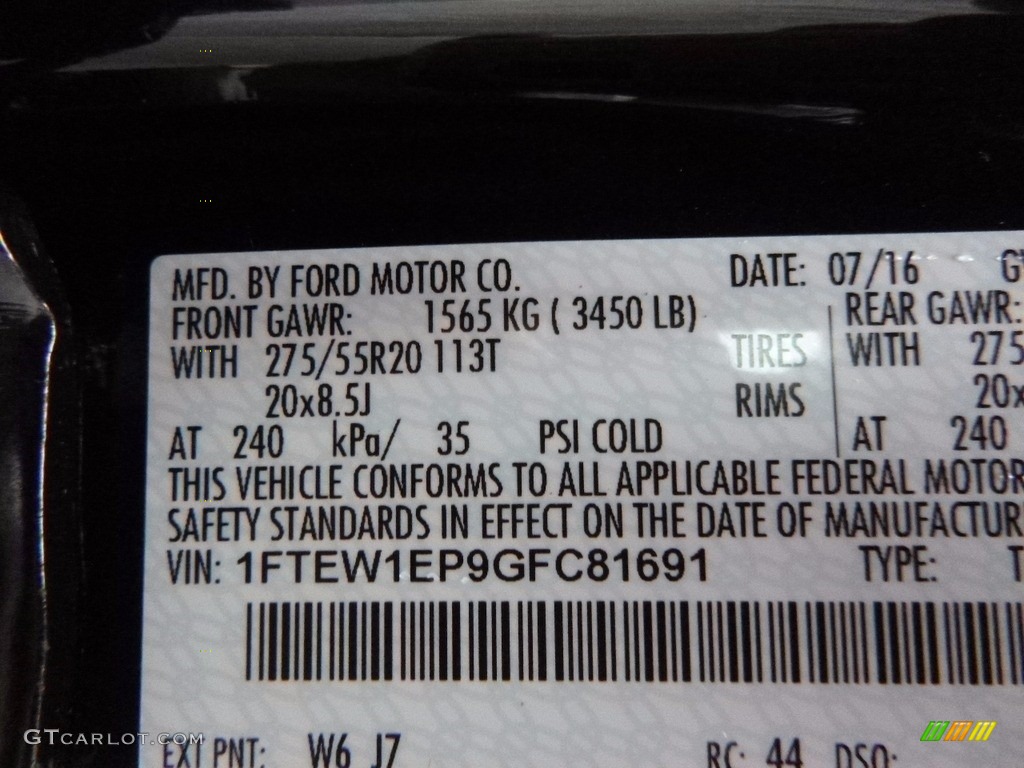 MFD. BY FORD MOTOR CO. DATE: 07/16
FRONT GAWR: 1565 KG ( 3450 LB) REAR GAWR:
WITH 275/55R20 113T TIRES WITH 275
20x8.5J RIMS 20x
AT 240 kPa/ 35 PSI COLD AT 240
THIS VEHICLE CONFORMS TO ALL APPLICABLE FEDERAL MOTOR
SAFETY STANDARDS IN EFFECT ON THE DATE OF MANUFACTUR
VIN: 1FTEW1EP9GFC81691 TYPE: T
EXT PNT: W6 J7 RC: 44 DSO:
GTCARLOT.COM